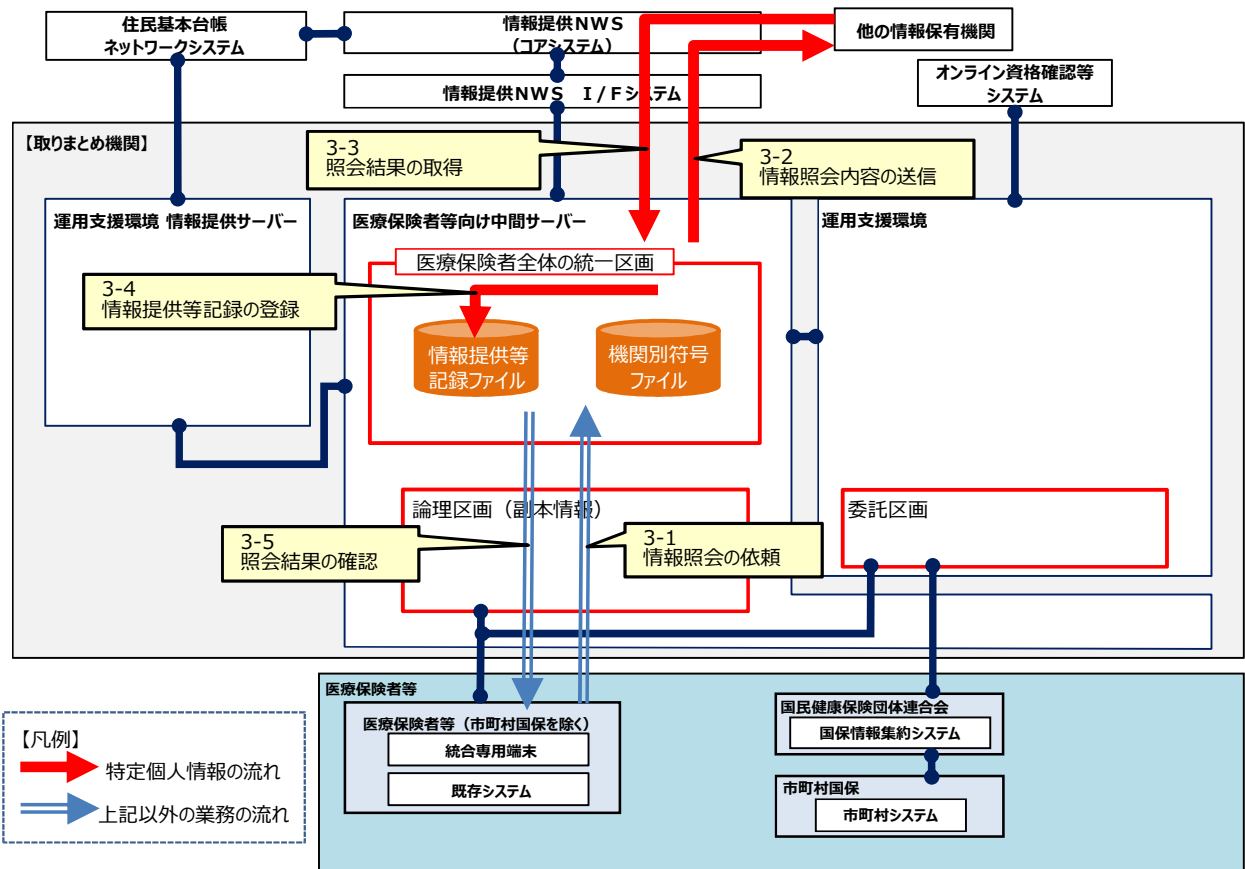 住民基本台帳
ネットワークシステム
情報提供NWS
（コアシステム）
他の情報保有機関
情報提供NWS　I/Fシステム
オンライン資格確認等
システム
【取りまとめ機関】
3-3
照会結果の取得
3-2
情報照会内容の送信
運用支援環境 情報提供サーバー
医療保険者等向け中間サーバー
運用支援環境
医療保険者全体の統一区画
3-4
情報提供等記録の登録
情報提供等
記録ファイル
機関別符号
ファイル
論理区画（副本情報）
委託区画
3-5
照会結果の確認
3-1
情報照会の依頼
医療保険者等
医療保険者等（市町村国保を除く）
統合専用端末
既存システム
国民健康保険団体連合会
国保情報集約システム
市町村国保
市町村システム
【凡例】
特定個人情報の流れ
上記以外の業務の流れ